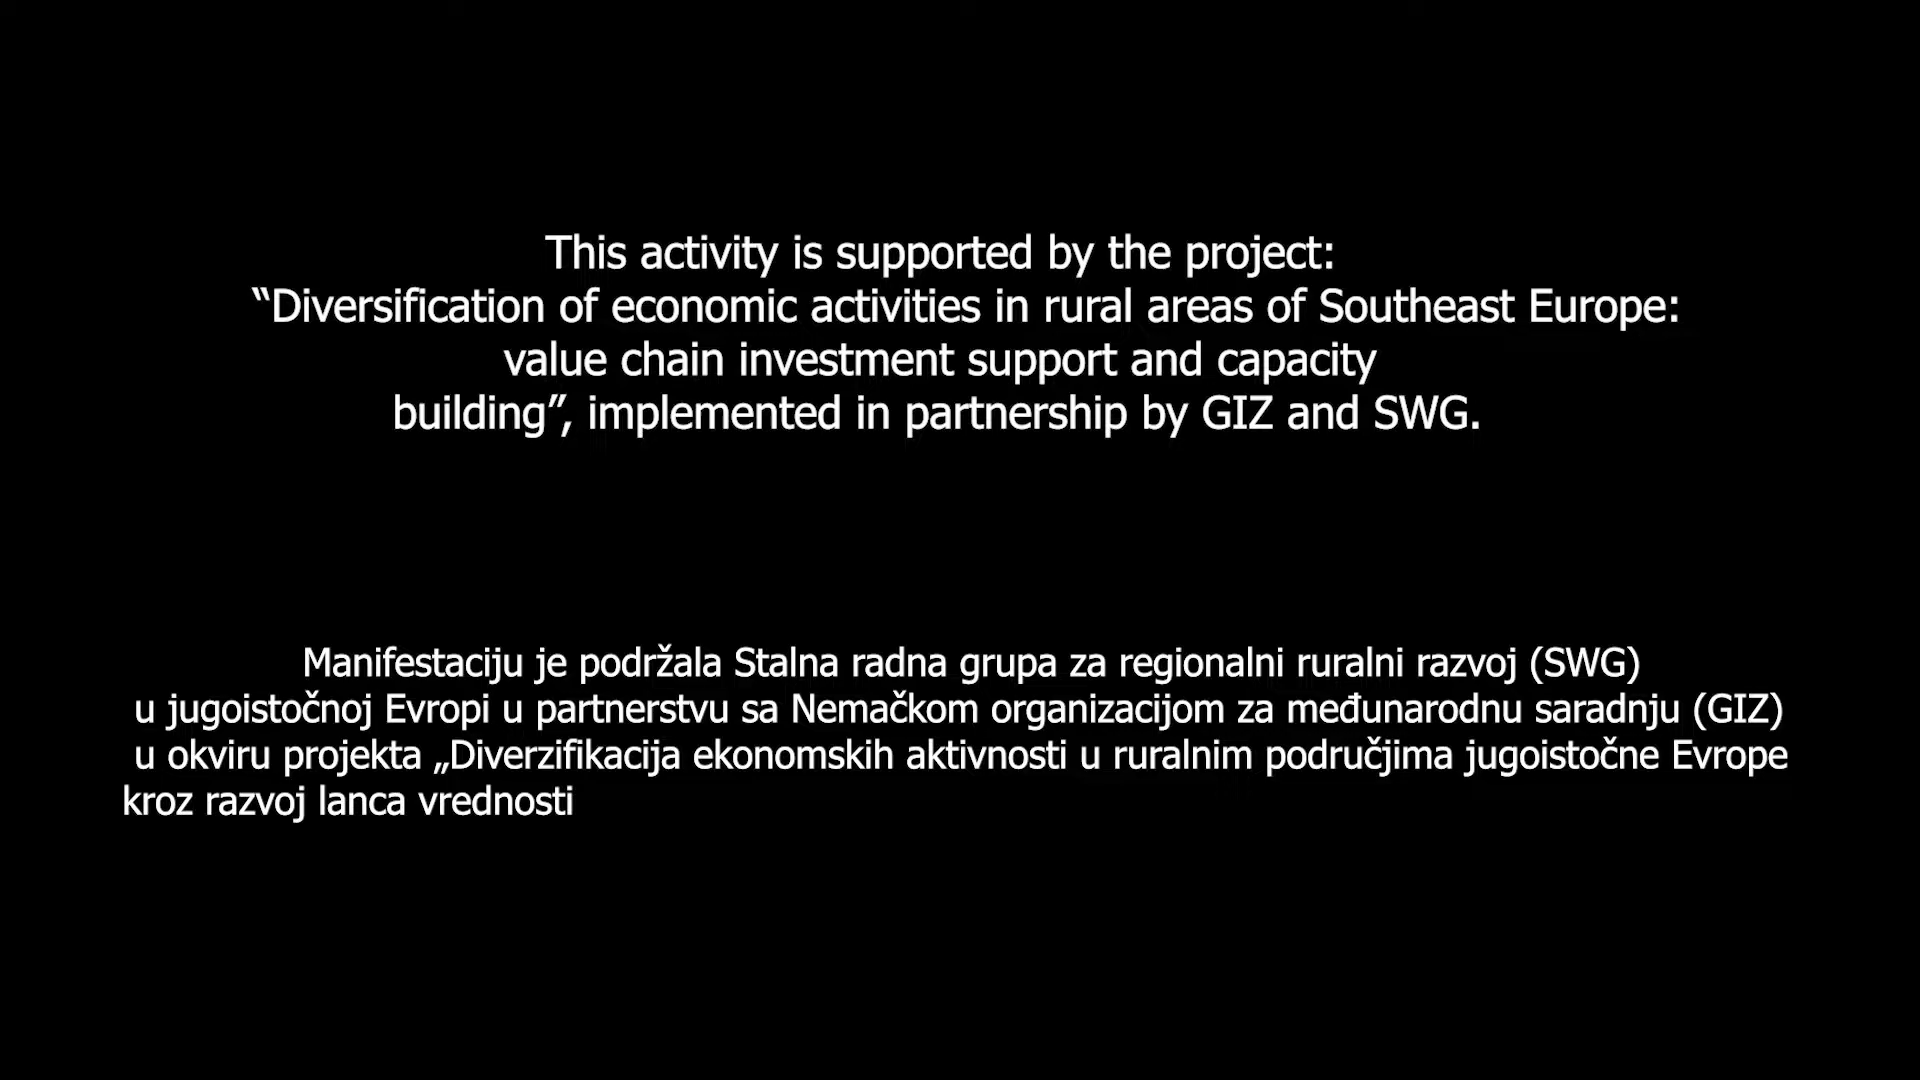 This activity is supported by the project:
“Diversification of economic activities in rural areas of Southeast Europe:
value chain investment support and capacity
building”, implemented in partnership by GIZ and SWG.
Manifestaciju je podržala Stalna radna grupa za regionalni ruralni razvoj (SWG)
u jugoistočnoj Evropi u partnerstvu sa Nemačkom organizacijom za međunarodnu saradnju (GIZ)
u okviru projekta „Diverzifikacija ekonomskih aktivnosti u ruralnim područjima jugoistočne Evrope
kroz razvoj lanca vrednosti